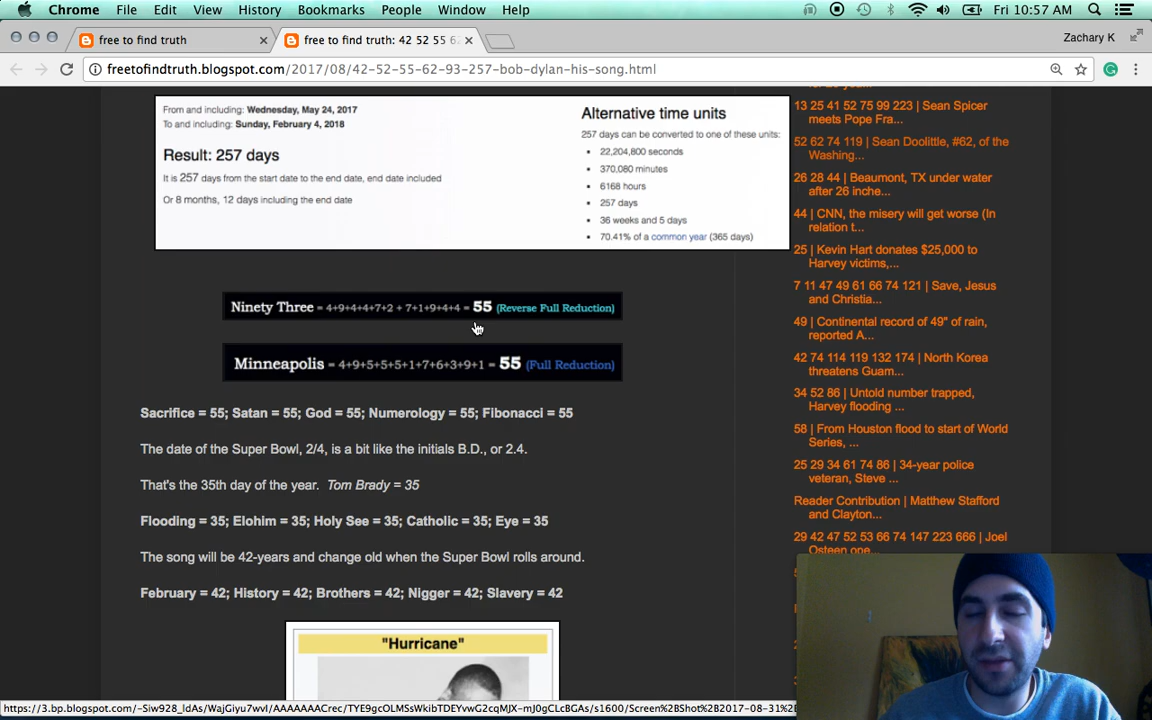 Chrome File Edit View History Bookmarks People Window Help Fri 10:57 AM
free to find truth
free to find truth: 42 52 55 62
Zachary K
freetofindtruth.blogspot.com/2017/08/42-52-55-62-93-257-bob-dylan-his-song.html
From and including: Wednesday, May 24, 2017
To and including: Sunday, February 4, 2018
Result: 257 days
It is 257 days from the start date to the end date, end date included
Or 8 months, 12 days including the end date
Alternative time units
257 days can be converted to one of these units:
• 22,204,800 seconds
• 370,080 minutes
• 6168 hours
• 257 days
• 36 weeks and 5 days
• 70.41% of a common year (365 days)
Ninety Three = 4+9+4+4+7+2 + 7+1+9+4+4 = 55 (Reverse Full Reduction)
Minneapolis = 4+9+5+5+5+1+7+6+3+9+1 = 55 (Full Reduction)
Sacrifice = 55; Satan = 55; God = 55; Numerology = 55; Fibonacci = 55
The date of the Super Bowl, 2/4, is a bit like the initials B.D., or 2.4.
That's the 35th day of the year. Tom Brady = 35
Flooding = 35; Elohim = 35; Holy See = 35; Catholic = 35; Eye = 35
The song will be 42-years and change old when the Super Bowl rolls around.
February = 42; History = 42; Brothers = 42; Nigger = 42; Slavery = 42
"Hurricane"
13 25 41 52 75 99 223 | Sean Spicer
meets Pope Fra...
52 62 74 119 | Sean Doolittle, #62, of the
Washing...
26 28 44 | Beaumont, TX under water
after 26 inche...
44 | CNN, the misery will get worse (In
relation t...
25 | Kevin Hart donates $25,000 to
Harvey victims,...
7 11 47 49 61 66 74 121 | Save, Jesus
and Christia...
49 | Continental record of 49" of rain,
reported A...
42 74 114 119 132 174 | North Korea
threatens Guam...
34 52 86 | Untold number trapped,
Harvey flooding ...
58 | From Houston flood to start of World
Series, ...
25 29 34 61 74 86 | 34-year police
veteran, Steve ...
Reader Contribution | Matthew Stafford
and Clayton...
29 42 47 52 53 66 74 147 223 666 | Joel
Osteen ope...